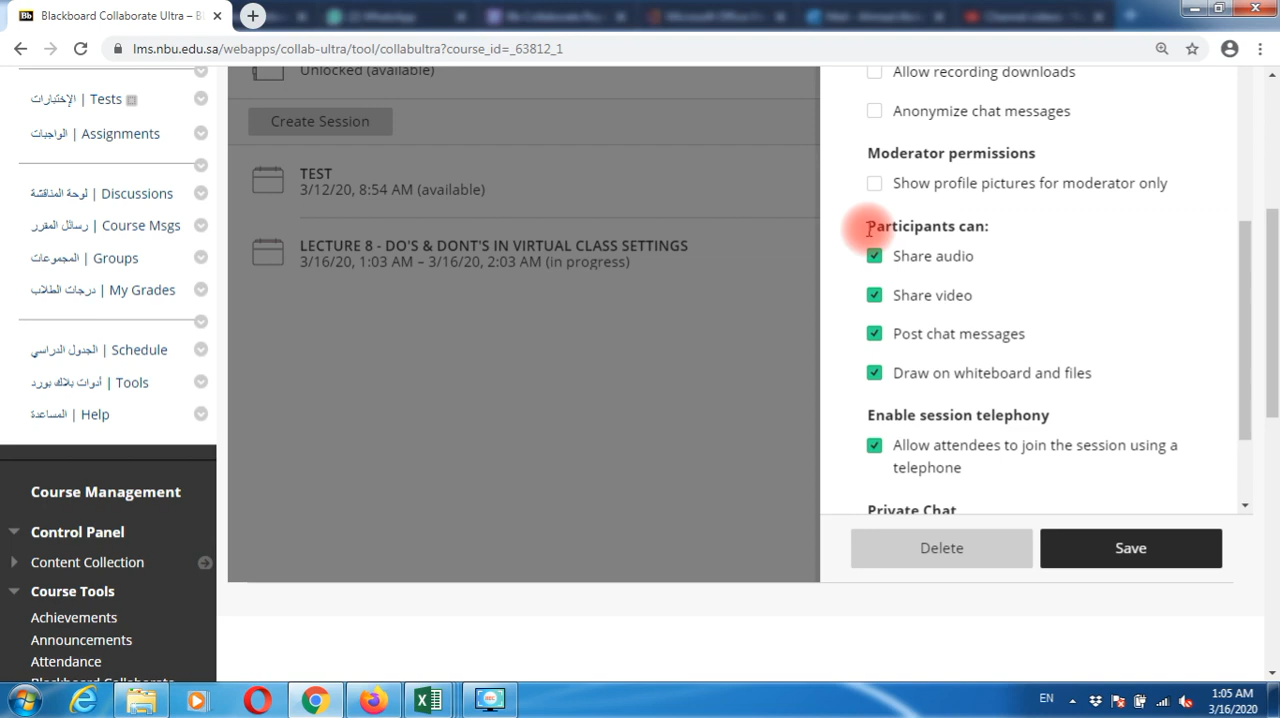 Blackboard Collaborate Ultra – B
lms.nbu.edu.sa/webapps/collab-ultra/tool/collabultra?course_id=_63812_1
الإختبارات | Tests
الواجبات | Assignments
لوحة المناقشة | Discussions
رسائل المقرر | Course Msgs
المجموعات | Groups
درجات الطلاب | My Grades
الجدول الدراسي | Schedule
أدوات بلاك بورد | Tools
المساعدة | Help
Course Management
Control Panel
Content Collection
Course Tools
Achievements
Announcements
Attendance
Blackboard Collaborate
Unlocked (available)
Create Session
TEST
3/12/20, 8:54 AM (available)
LECTURE 8 - DO'S & DONT'S IN VIRTUAL CLASS SETTINGS
3/16/20, 1:03 AM – 3/16/20, 2:03 AM (in progress)
Allow recording downloads
Anonymize chat messages
Moderator permissions
Show profile pictures for moderator only
Participants can:
Share audio
Share video
Post chat messages
Draw on whiteboard and files
Enable session telephony
Allow attendees to join the session using a
telephone
Private Chat
Delete
Save
EN
1:05 AM
3/16/2020